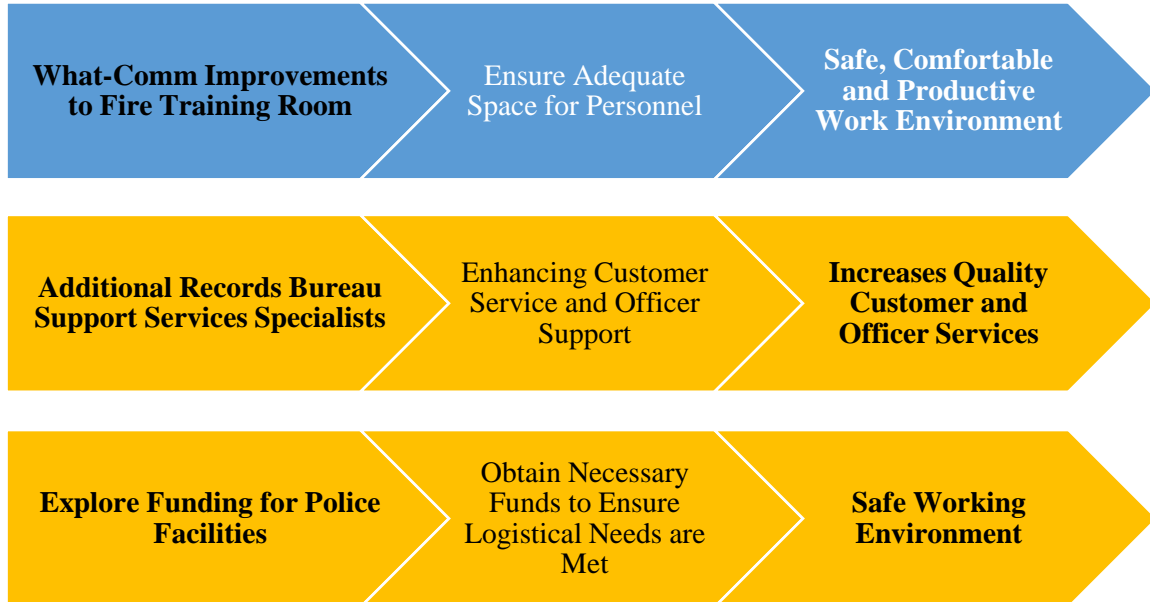 What-Comm Improvements
to Fire Training Room
Ensure Adequate
Space for Personnel
Safe, Comfortable
and Productive
Work Environment
Additional Records Bureau
Support Services Specialists
Enhancing Customer
Service and Officer
Support
Increases Quality
Customer and
Officer Services
Explore Funding for Police
Facilities
Obtain Necessary
Funds to Ensure
Logistical Needs are
Met
Safe Working
Environment